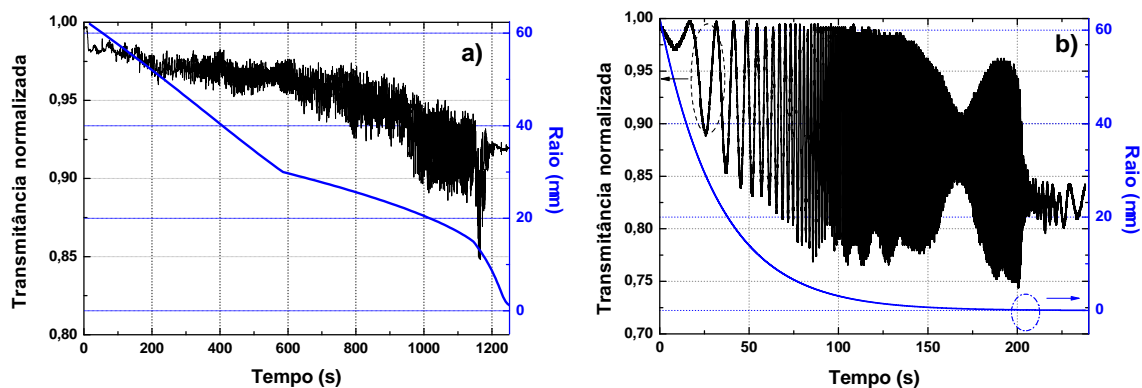 a)
1,00
0,95
0,90
0,85
0,80
Transmitância normalizada
0 200 400 600 800 1000 1200
Tempo (s)
60
40
20
0
Raio (mm)
b)
1,00
0,95
0,90
0,85
0,80
0,75
0,70
Transmitância normalizada
0 50 100 150 200
Tempo (s)
60
40
20
0
Raio (mm)